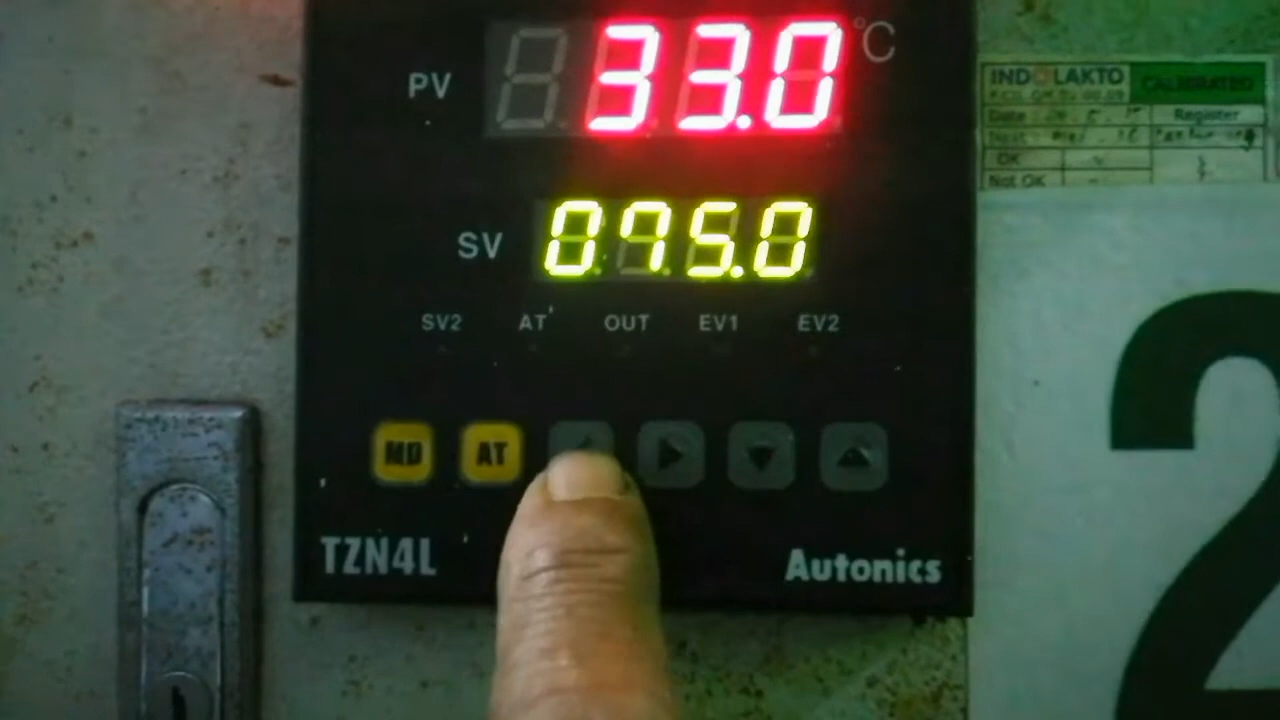 PV 33.0 °C
SV 075.0
SV2 AT OUT EV1 EV2
MD AT
TZN4L Autonics
INDOLAKTO CALIBRATED
Date
Register
Next
OK
Not OK
2